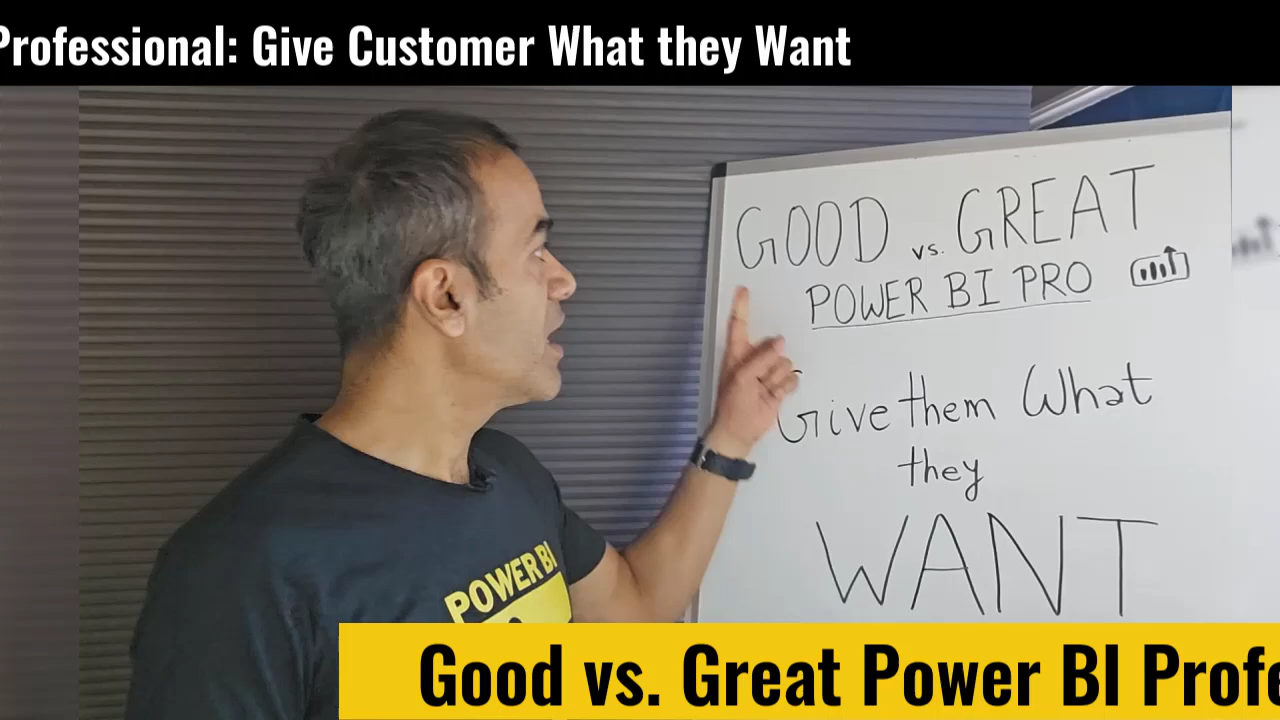 Professional: Give Customer What they Want
GOOD vs. GREAT
POWER BI PRO
Give them What
they
WANT
POWER BI
Good vs. Great Power BI Profe